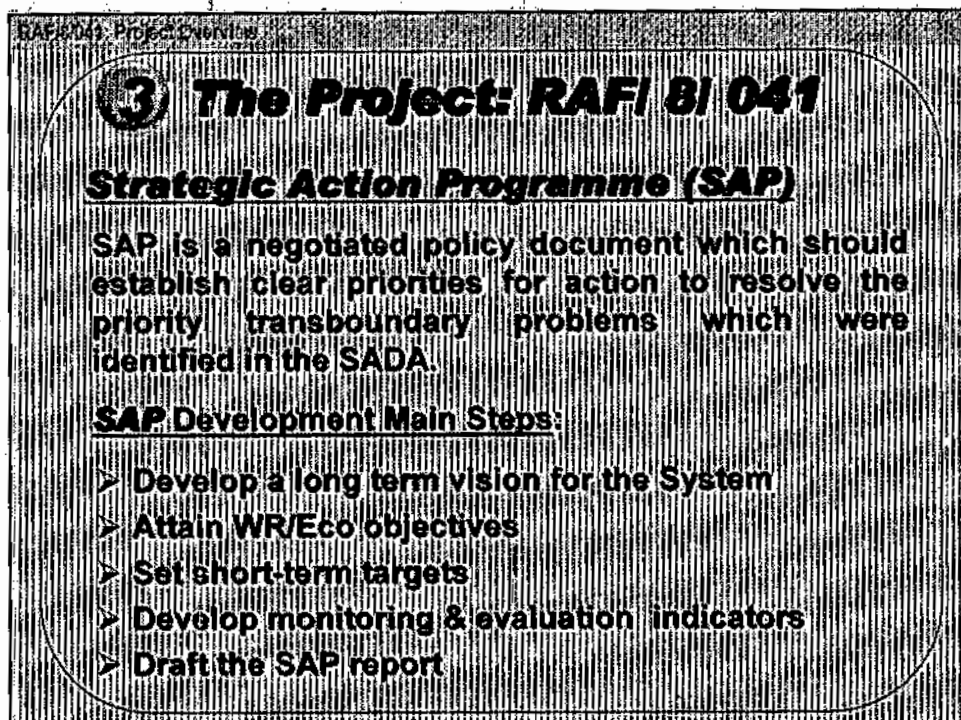 RAF/8/041: Project Overview
3 The Project: RAF/ 8/ 041
Strategic Action Programme (SAP)
SAP is a negotiated policy document which should
establish clear priorities for action to resolve the
priority transboundary problems which were
identified in the SADA.
SAP Development Main Steps:
➢ Develop a long term vision for the System
➢ Attain WR/Eco objectives
➢ Set short-term targets
➢ Develop monitoring & evaluation indicators
➢ Draft the SAP report